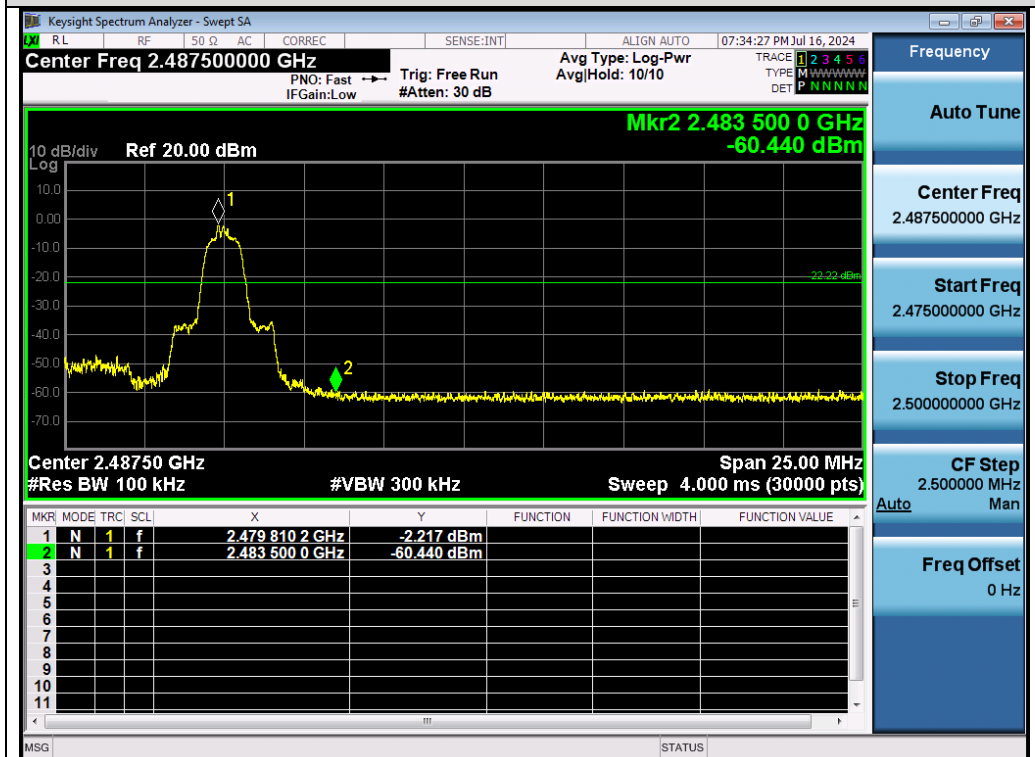 Keysight Spectrum Analyzer - Swept SA
LXI RL RF 50 Ω AC CORREC SENSE:INT ALIGN AUTO 07:34:27 PM Jul 16, 2024
Center Freq 2.487500000 GHz
PNO: Fast
IFGain:Low
Trig: Free Run
#Atten: 30 dB
Avg Type: Log-Pwr
Avg|Hold: 10/10
TRACE 1 2 3 4 5 6
TYPE M W W W W W
DET P N N N N N
Mkr2 2.483 500 0 GHz
-60.440 dBm
10 dB/div Ref 20.00 dBm
Log
10.0
0.00
-10.0
-20.0
-30.0
-40.0
-50.0
-60.0
-70.0
1
2
-22.22 dBm
Center 2.48750 GHz Span 25.00 MHz
#Res BW 100 kHz #VBW 300 kHz Sweep 4.000 ms (30000 pts)
MKR MODE TRC SCL X Y FUNCTION FUNCTION WIDTH FUNCTION VALUE
1 N 1 f 2.479 810 2 GHz -2.217 dBm
2 N 1 f 2.483 500 0 GHz -60.440 dBm
3
4
5
6
7
8
9
10
11
MSG STATUS
Frequency
Auto Tune
Center Freq
2.487500000 GHz
Start Freq
2.475000000 GHz
Stop Freq
2.500000000 GHz
CF Step
2.500000 MHz
Auto Man
Freq Offset
0 Hz